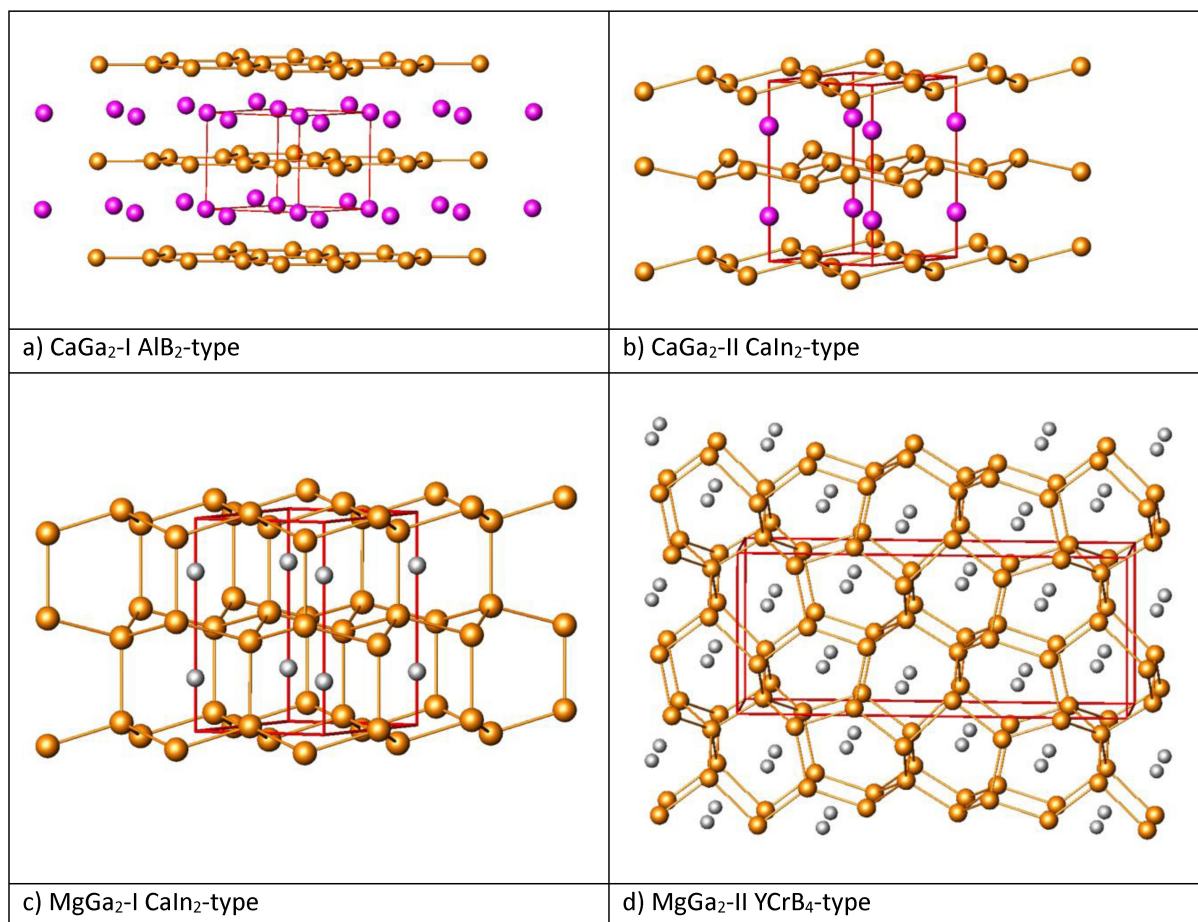 a) CaGa₂-I AlB₂-type
b) CaGa₂-II CaIn₂-type
c) MgGa₂-I CaIn₂-type
d) MgGa₂-II YCrB₄-type